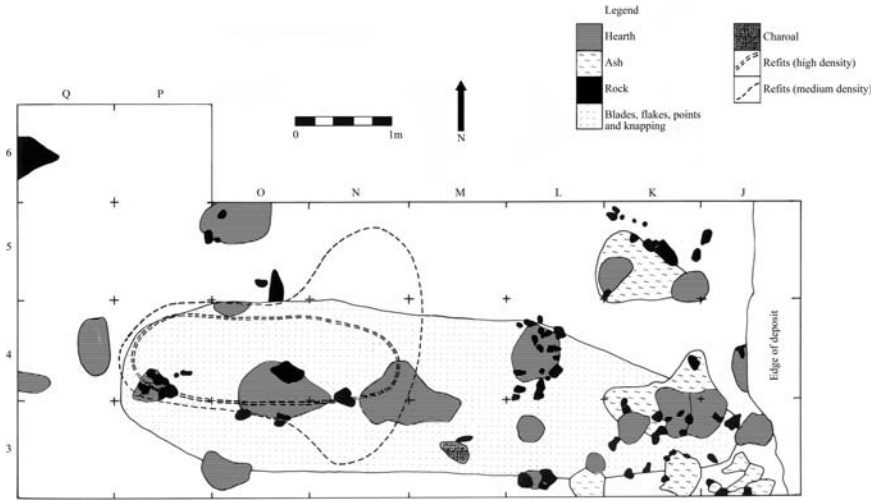 Legend
Hearth
Ash
Rock
Blades, flakes, points
and knapping
Charoal
Refits (high density)
Refits (medium density)
Q P
0 1m
N
6
O N M L K J
5
4
Edge of deposit
3